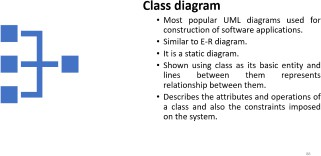 Class diagram
• Most popular UML diagrams used for
construction of software applications.
• Similar to E-R diagram.
• It is a static diagram.
• Shown using class as its basic entity and
lines between them represents
relationship between them.
• Describes the attributes and operations of
a class and also the constraints imposed
on the system.